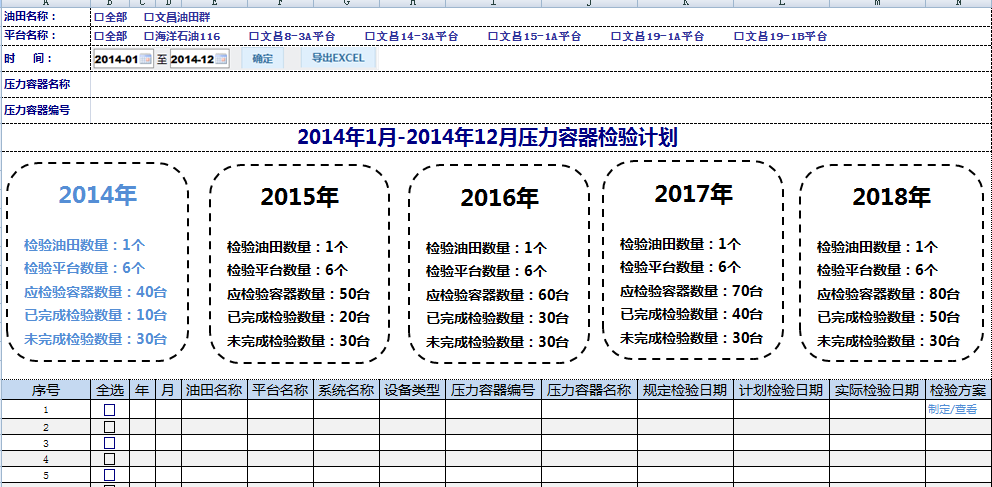 A B C D E F G H I J K L M N
油田名称： 全部 文昌油田群
平台名称： 全部 海洋石油116 文昌8-3A平台 文昌14-3A平台 文昌15-1A平台 文昌19-1A平台 文昌19-1B平台
时 间： 2014-01 至 2014-12 确定 导出EXCEL
压力容器名称
压力容器编号
2014年1月-2014年12月压力容器检验计划
2014年
检验油田数量：1个
检验平台数量：6个
应检验容器数量：40台
已完成检验数量：10台
未完成检验数量：30台
2015年
检验油田数量：1个
检验平台数量：6个
应检验容器数量：50台
已完成检验数量：20台
未完成检验数量：30台
2016年
检验油田数量：1个
检验平台数量：6个
应检验容器数量：60台
已完成检验数量：30台
未完成检验数量：30台
2017年
检验油田数量：1个
检验平台数量：6个
应检验容器数量：70台
已完成检验数量：40台
未完成检验数量：30台
2018年
检验油田数量：1个
检验平台数量：6个
应检验容器数量：80台
已完成检验数量：50台
未完成检验数量：30台
序号 全选 年 月 油田名称 平台名称 系统名称 设备类型 压力容器编号 压力容器名称 规定检验日期 计划检验日期 实际检验日期 检验方案
1 制定/查看
2
3
4
5